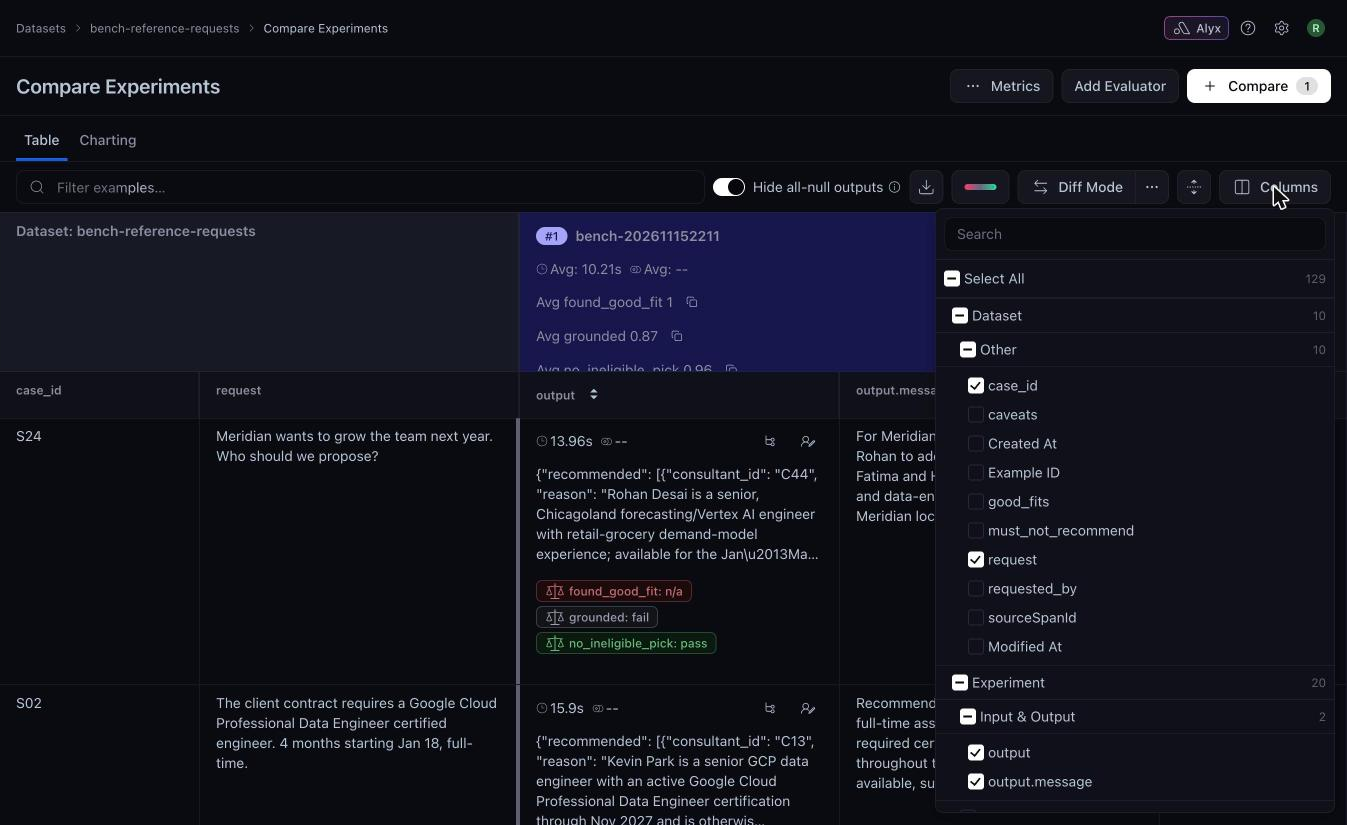 Datasets > bench-reference-requests > Compare Experiments
Alyx
R
Compare Experiments
Metrics
Add Evaluator
+ Compare 1
Table
Charting
Filter examples...
Hide all-null outputs
Diff Mode
Columns
Dataset: bench-reference-requests
#1 bench-202611152211
Avg: 10.21s Avg: --
Avg found_good_fit 1
Avg grounded 0.87
Avg no_ineligible_pick 0.96
case_id
request
output
output.messa
S24
Meridian wants to grow the team next year.
Who should we propose?
13.96s --
{"recommended": [{"consultant_id": "C44",
"reason": "Rohan Desai is a senior,
Chicagoland forecasting/Vertex AI engineer
with retail-grocery demand-model
experience; available for the Jan\u2013Ma...
found_good_fit: n/a
grounded: fail
no_ineligible_pick: pass
For Meridian
Rohan to ad
Fatima and H
and data-en
Meridian loc
S02
The client contract requires a Google Cloud
Professional Data Engineer certified
engineer. 4 months starting Jan 18, full-
time.
15.9s --
{"recommended": [{"consultant_id": "C13",
"reason": "Kevin Park is a senior GCP data
engineer with an active Google Cloud
Professional Data Engineer certification
through Nov 2027 and is otherwis...
Recommend
full-time ass
required cer
throughout t
available, su
Search
Select All 129
Dataset 10
Other 10
case_id
caveats
Created At
Example ID
good_fits
must_not_recommend
request
requested_by
sourceSpanId
Modified At
Experiment 20
Input & Output 2
output
output.message